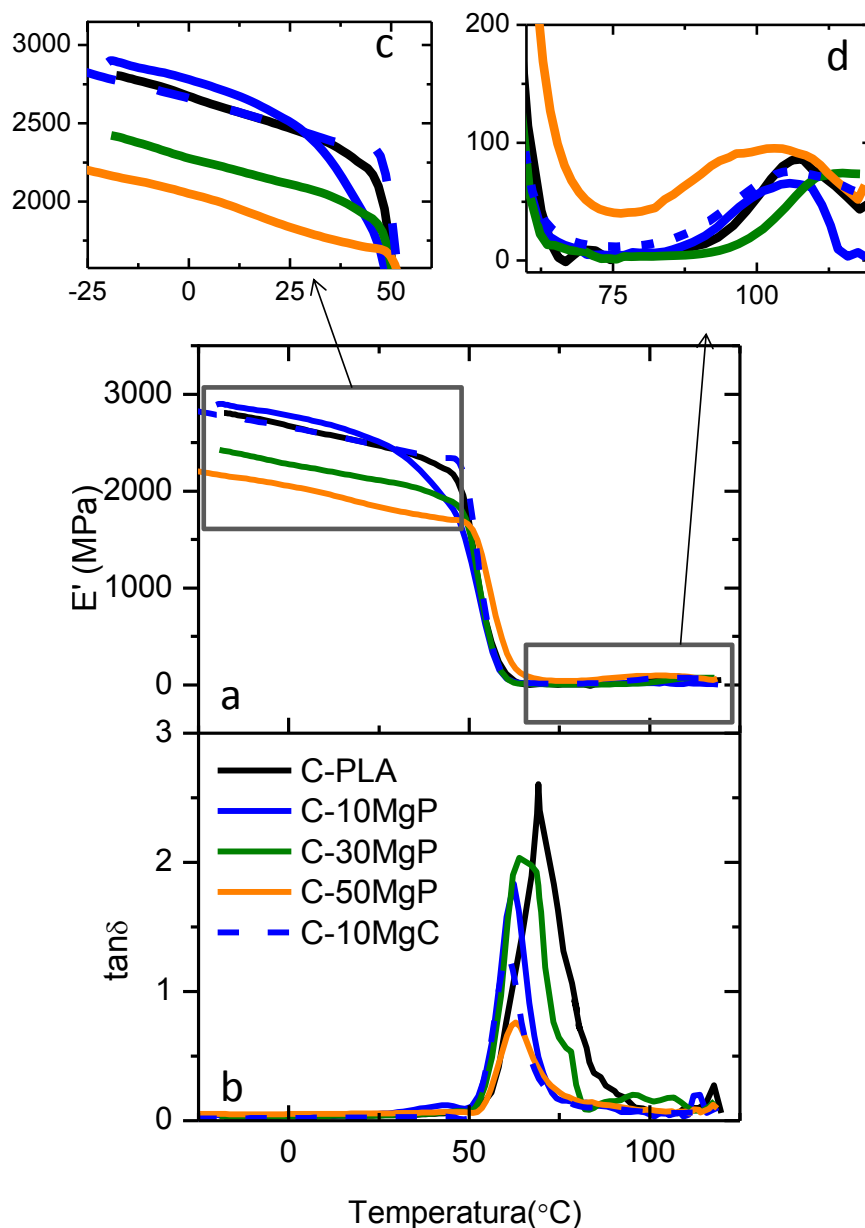 c
3000
2500
2000
-25 0 25 50
d
200
100
0
75 100
E' (MPa)
3000
2000
1000
0
a
3
2
1
0
tanδ
C-PLA
C-10MgP
C-30MgP
C-50MgP
C-10MgC
b
0 50 100
Temperatura(°C)